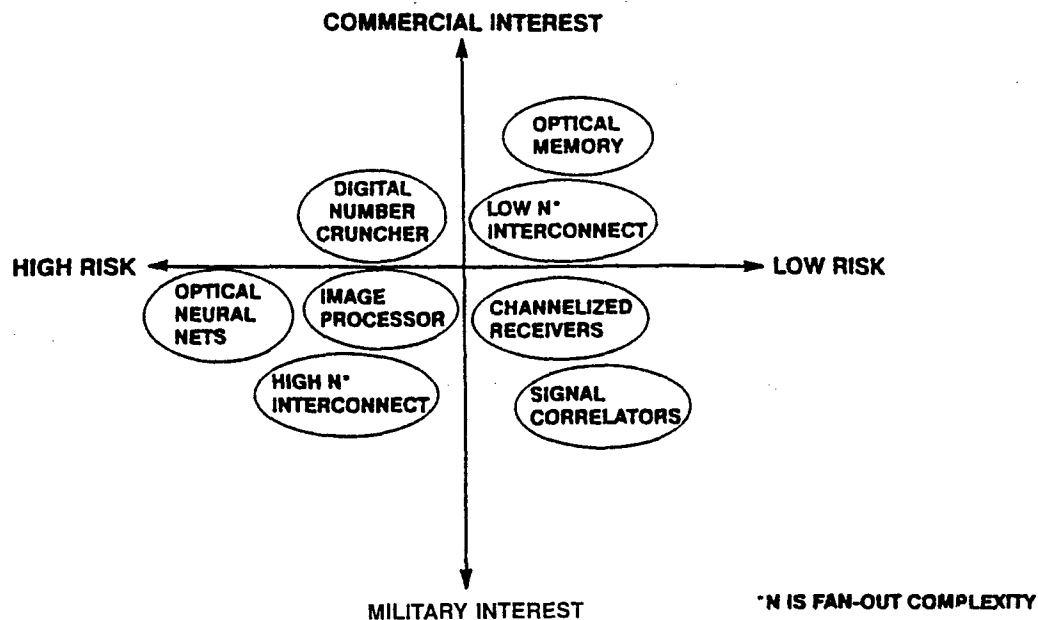 COMMERCIAL INTEREST
OPTICAL
MEMORY
DIGITAL
NUMBER
CRUNCHER
LOW N*
INTERCONNECT
HIGH RISK
LOW RISK
OPTICAL
NEURAL
NETS
IMAGE
PROCESSOR
CHANNELIZED
RECEIVERS
HIGH N*
INTERCONNECT
SIGNAL
CORRELATORS
MILITARY INTEREST
*N IS FAN-OUT COMPLEXITY